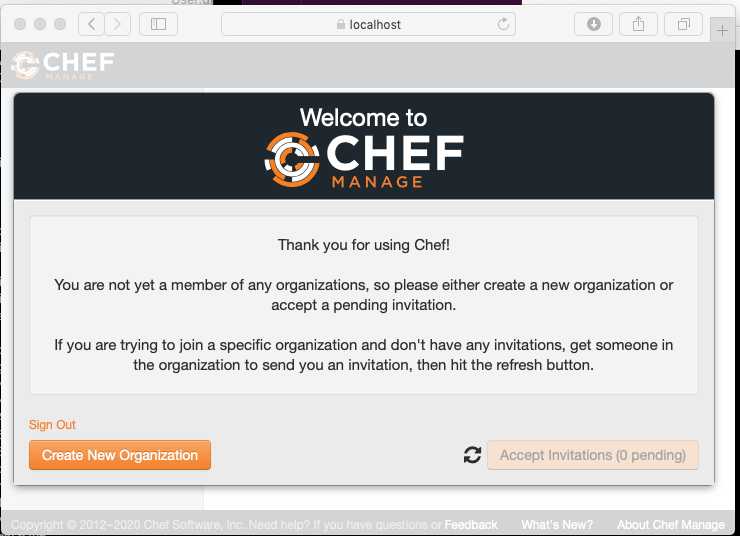 localhost
CHEF
MANAGE
Welcome to
CHEF
MANAGE
Thank you for using Chef!
You are not yet a member of any organizations, so please either create a new organization or
accept a pending invitation.
If you are trying to join a specific organization and don't have any invitations, get someone in
the organization to send you an invitation, then hit the refresh button.
Sign Out
Create New Organization
Accept Invitations (0 pending)
Copyright © 2012–2020 Chef Software, Inc. Need help? If you have questions or Feedback What's New? About Chef Manage